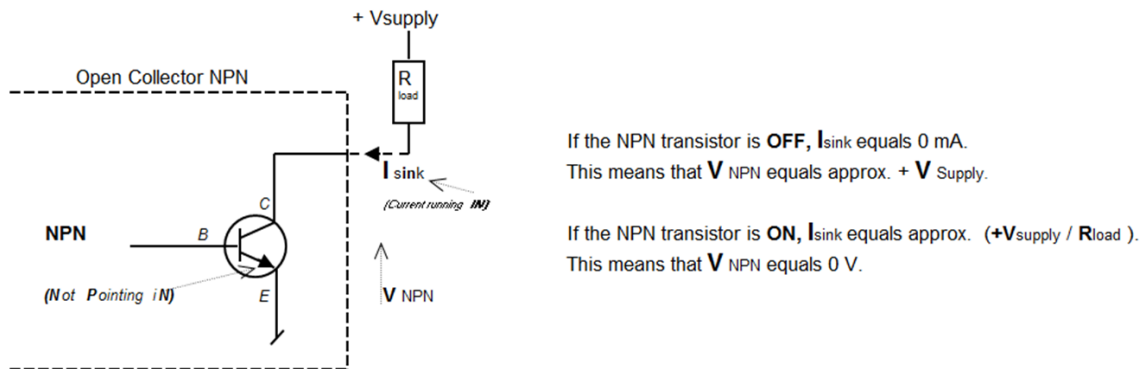 + Vsupply
Open Collector NPN
R
load
I sink
(Current running IN)
C
NPN
B
(Not Pointing iN)
E
V NPN
If the NPN transistor is OFF, Isink equals 0 mA.
This means that V NPN equals approx. + V Supply.
If the NPN transistor is ON, Isink equals approx. (+Vsupply / Rload ).
This means that V NPN equals 0 V.